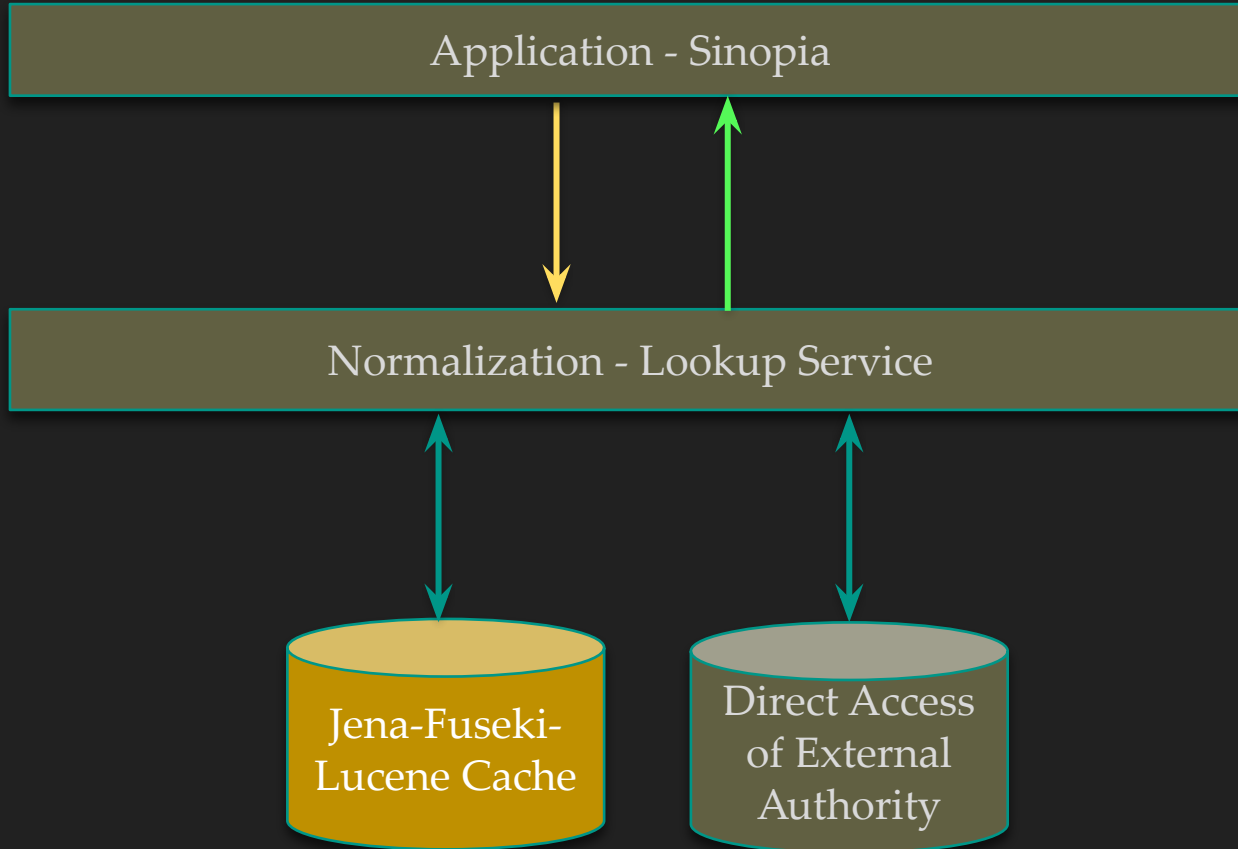 Application - Sinopia
Normalization - Lookup Service
Jena-Fuseki-
Lucene Cache
Direct Access
of External
Authority